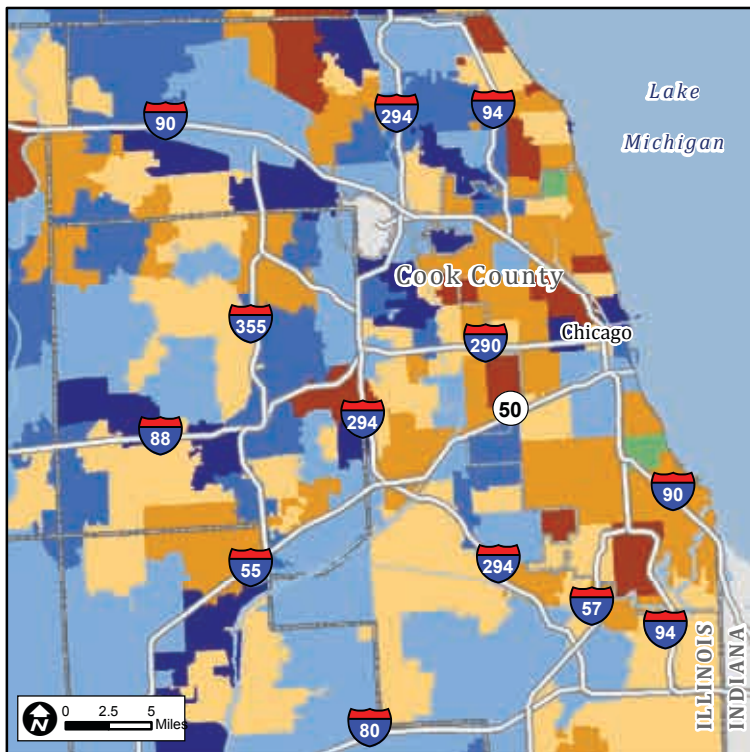 Lake
Michigan
90
294
94
Cook County
355
290
Chicago
50
294
88
90
55
294
57
94
ILLINOIS
INDIANA
N
0 2.5 5
Miles
80